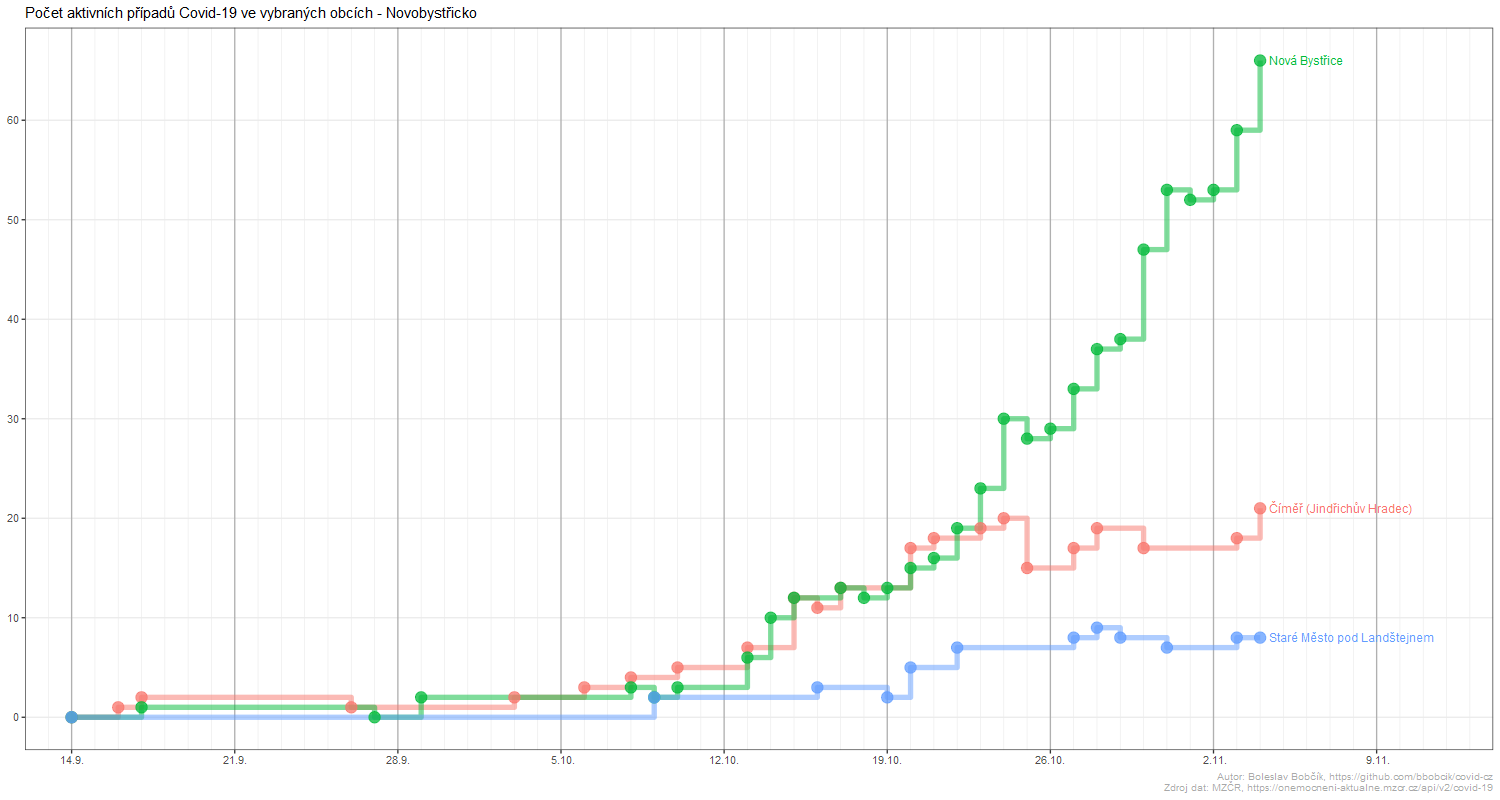 Počet aktivních případů Covid-19 ve vybraných obcích - Novobystřicko
Nová Bystřice
60
50
40
30
20
Číměř (Jindřichův Hradec)
10
Staré Město pod Landštejnem
0
14.9. 21.9. 28.9. 5.10. 12.10. 19.10. 26.10. 2.11. 9.11.
Autor: Boleslav Bobčík, https://github.com/bbobcik/covid-cz
Zdroj dat: MZČR, https://onemocneni-aktualne.mzcr.cz/api/v2/covid-19